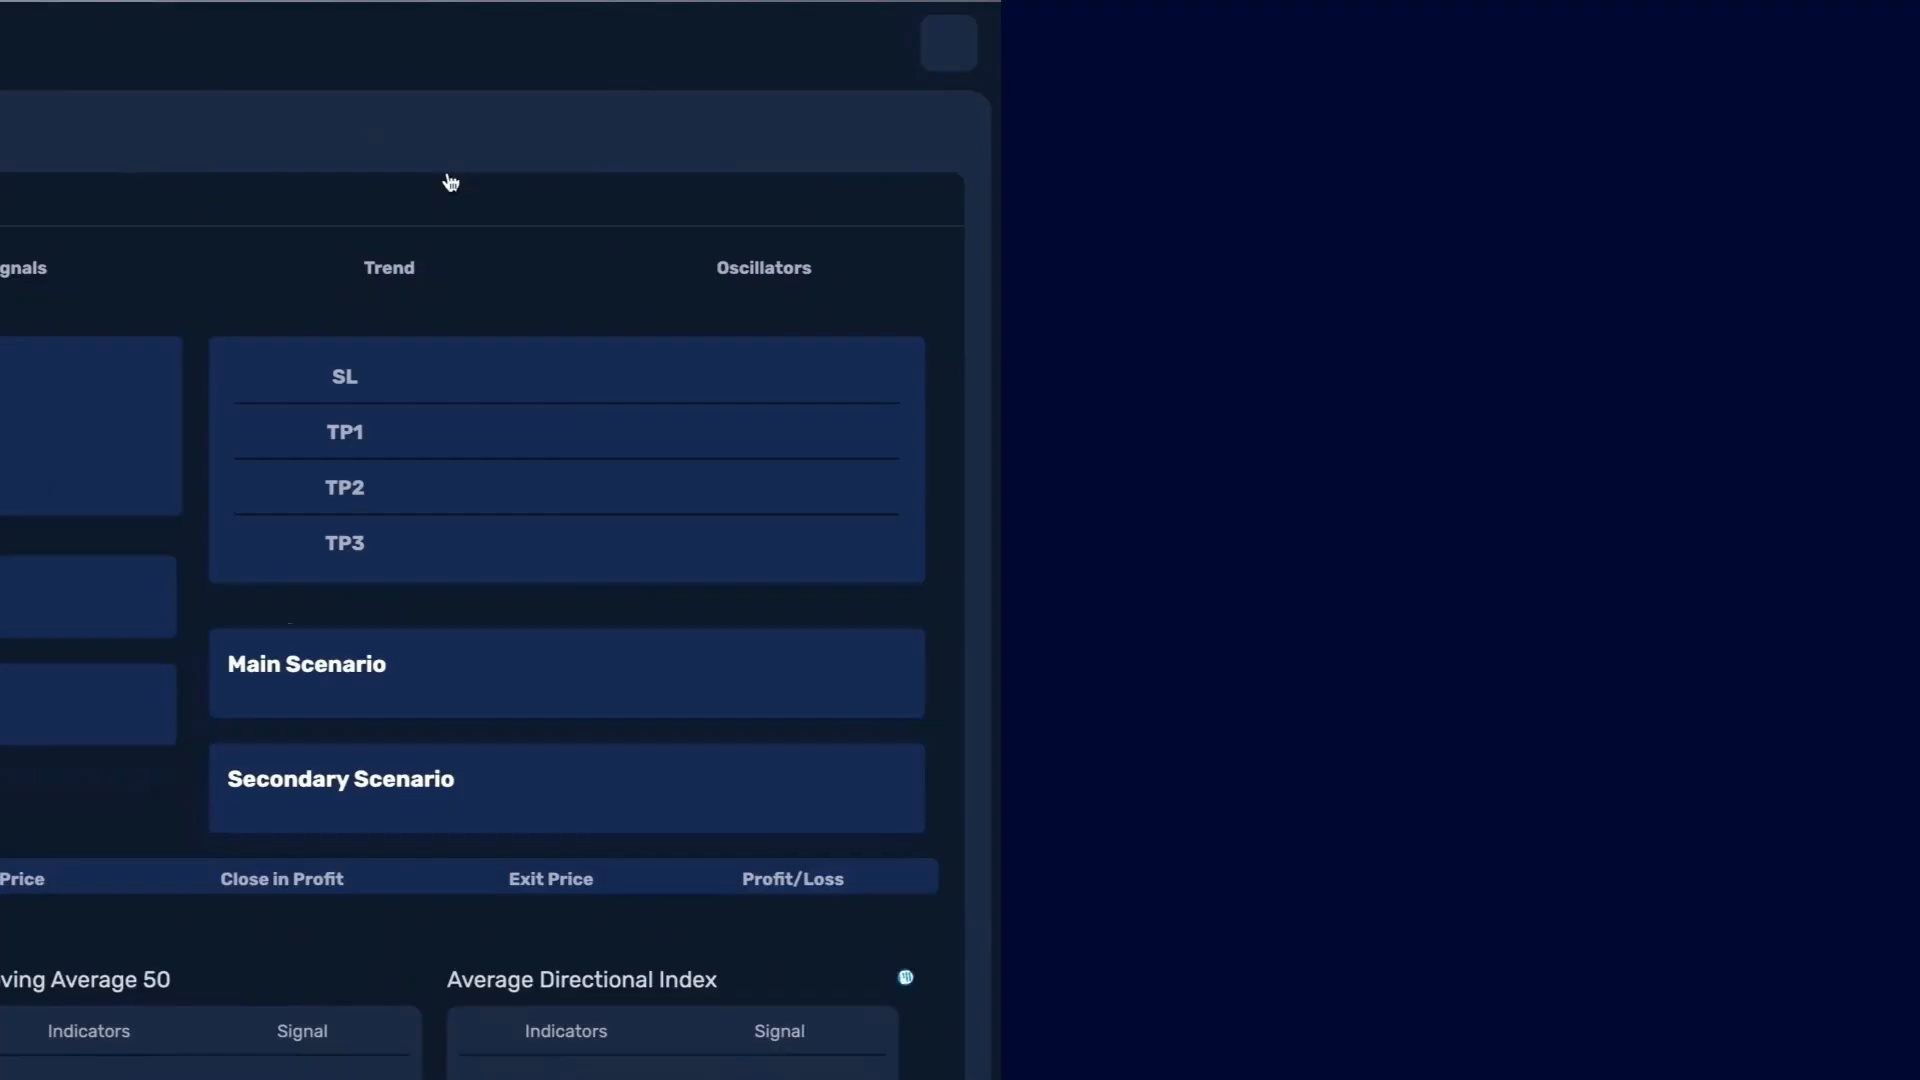 gnals Trend Oscillators
SL
TP1
TP2
TP3
Main Scenario
Secondary Scenario
Price Close in Profit Exit Price Profit/Loss
ving Average 50 Average Directional Index
Indicators Signal Indicators Signal